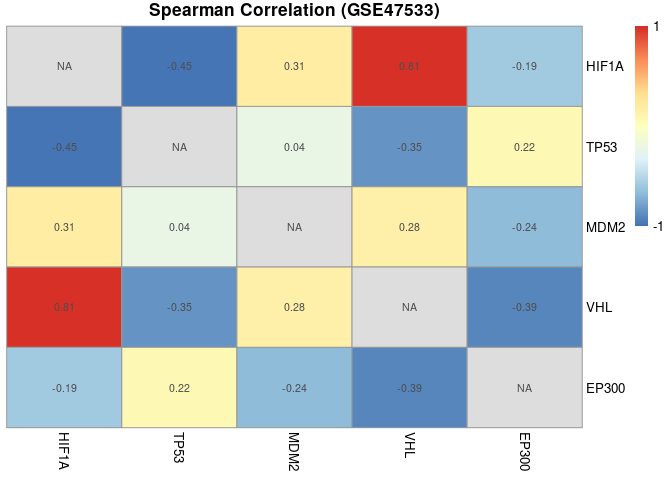 Spearman Correlation (GSE47533)
1
-1
NA -0.45 0.31 0.81 -0.19 HIF1A
-0.45 NA 0.04 -0.35 0.22 TP53
0.31 0.04 NA 0.28 -0.24 MDM2
0.81 -0.35 0.28 NA -0.39 VHL
-0.19 0.22 -0.24 -0.39 NA EP300
HIF1A TP53 MDM2 VHL EP300